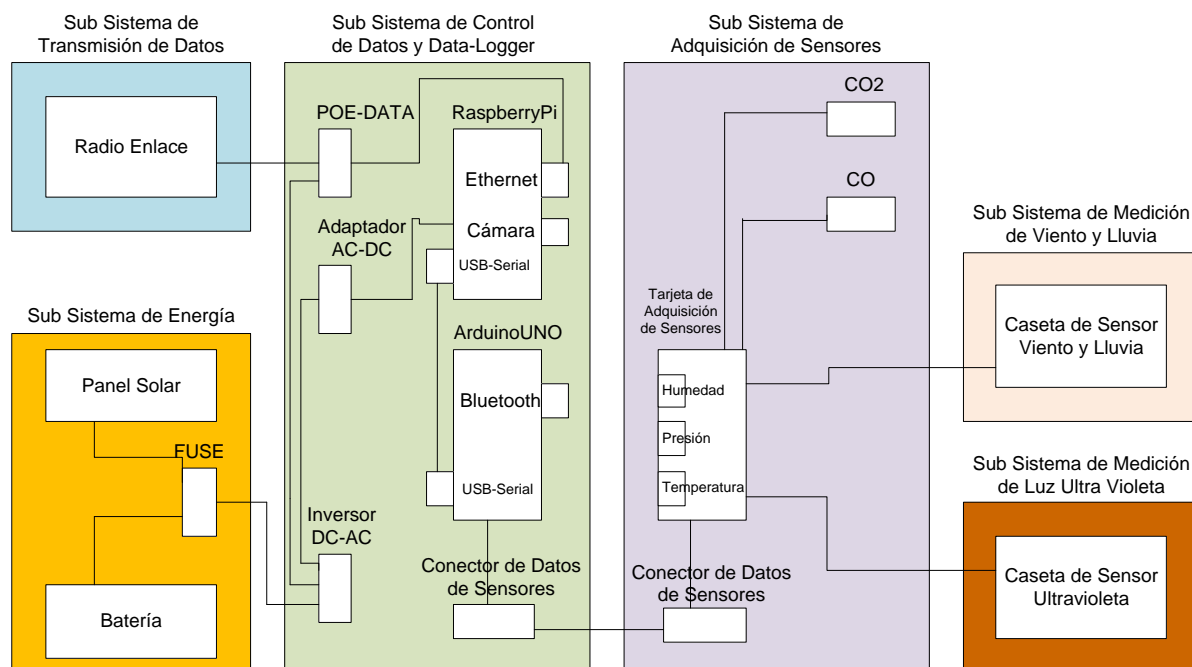 Sub Sistema de
Transmisión de Datos
Radio Enlace
Sub Sistema de Energía
Panel Solar
FUSE
Batería
Sub Sistema de Control
de Datos y Data-Logger
POE-DATA
RaspberryPi
Ethernet
Cámara
USB-Serial
Adaptador
AC-DC
ArduinoUNO
Bluetooth
USB-Serial
Inversor
DC-AC
Conector de Datos
de Sensores
Sub Sistema de
Adquisición de Sensores
CO2
CO
Tarjeta de
Adquisición
de Sensores
Humedad
Presión
Temperatura
Conector de Datos
de Sensores
Sub Sistema de Medición
de Viento y Lluvia
Caseta de Sensor
Viento y Lluvia
Sub Sistema de Medición
de Luz Ultra Violeta
Caseta de Sensor
Ultravioleta